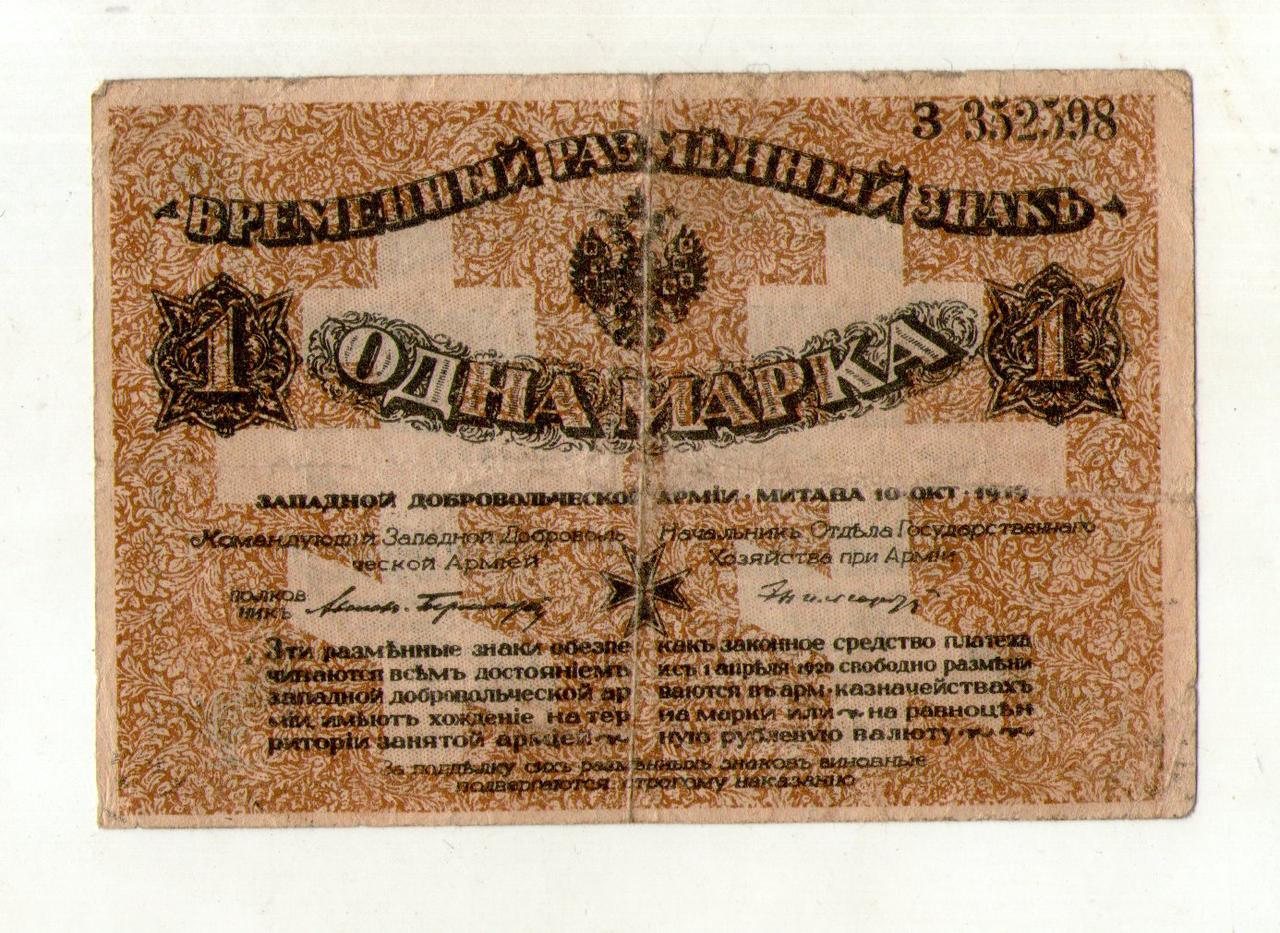 З 352598
ВРЕМЕННЫЙ РАЗМѢННЫЙ ЗНАКЪ
1 ОДНА МАРКА 1
ЗАПАДНОЙ ДОБРОВОЛЬЧЕСКОЙ АРМІИ · МИТАВА 10 · ОКТ · 1919
Командующій Западной Доброволь
ческой Арміей
полков
никъ
Начальникъ Отдѣла Государственнаго
Хозяйства при Арміи
Эти размѣнные знаки обезпе
читаются всѣмъ достояніемъ
западной добровольческой ар
міи, имѣютъ хожденіе на тер
риторіи занятой арміей
какъ законное средство платежа
и съ 1 апрѣля 1920 свободно размѣни
ваются въ арм · казначействахъ
на марки или на равноцѣн
ную рублевую валюту
За поддѣлку сихъ размѣнныхъ знаковъ виновные
подвергаются строгому наказанію